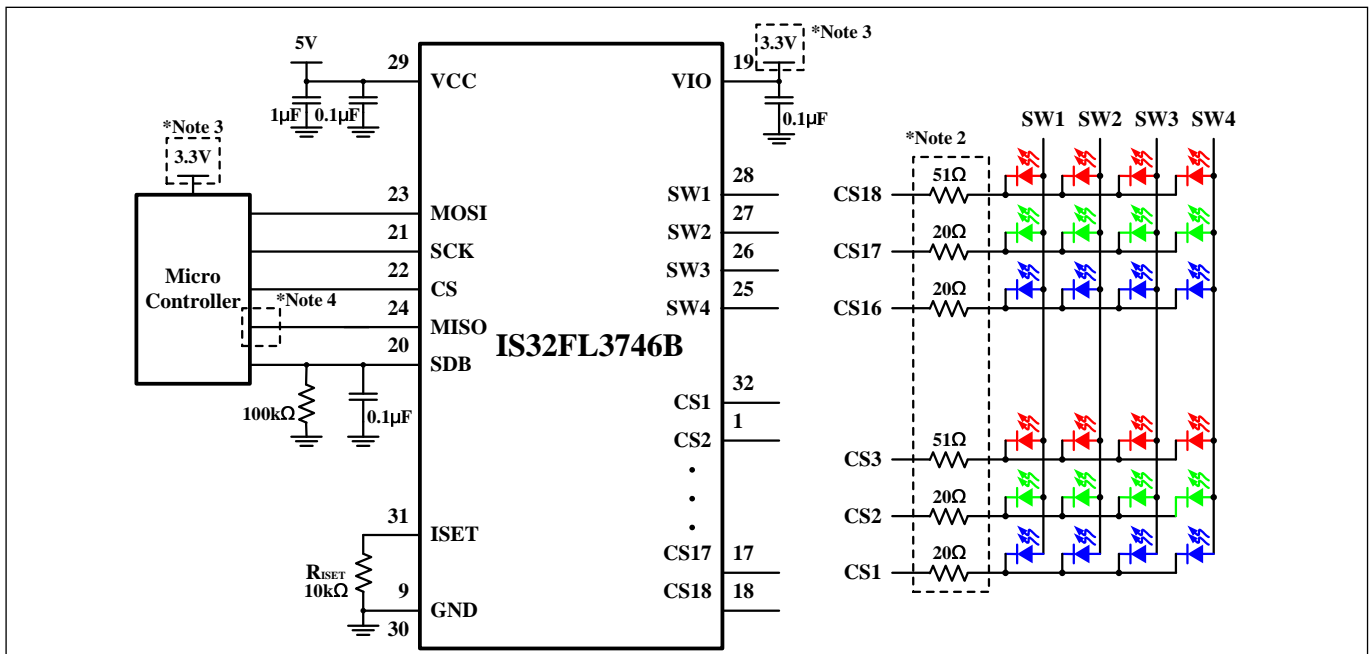 5V
29
VCC
1µF
0.1µF
*Note 3
3.3V
Micro
Controller
23
MOSI
21
SCK
22
CS
*Note 4
24
MISO
20
SDB
100kΩ
0.1µF
31
ISET
RISET
10kΩ
9
GND
30
IS32FL3746B
3.3V
*Note 3
19
VIO
0.1µF
28
SW1
27
SW2
26
SW3
25
SW4
32
CS1
1
CS2
17
CS17
18
CS18
*Note 2
SW1 SW2 SW3 SW4
CS18
51Ω
CS17
20Ω
CS16
20Ω
CS3
51Ω
CS2
20Ω
CS1
20Ω